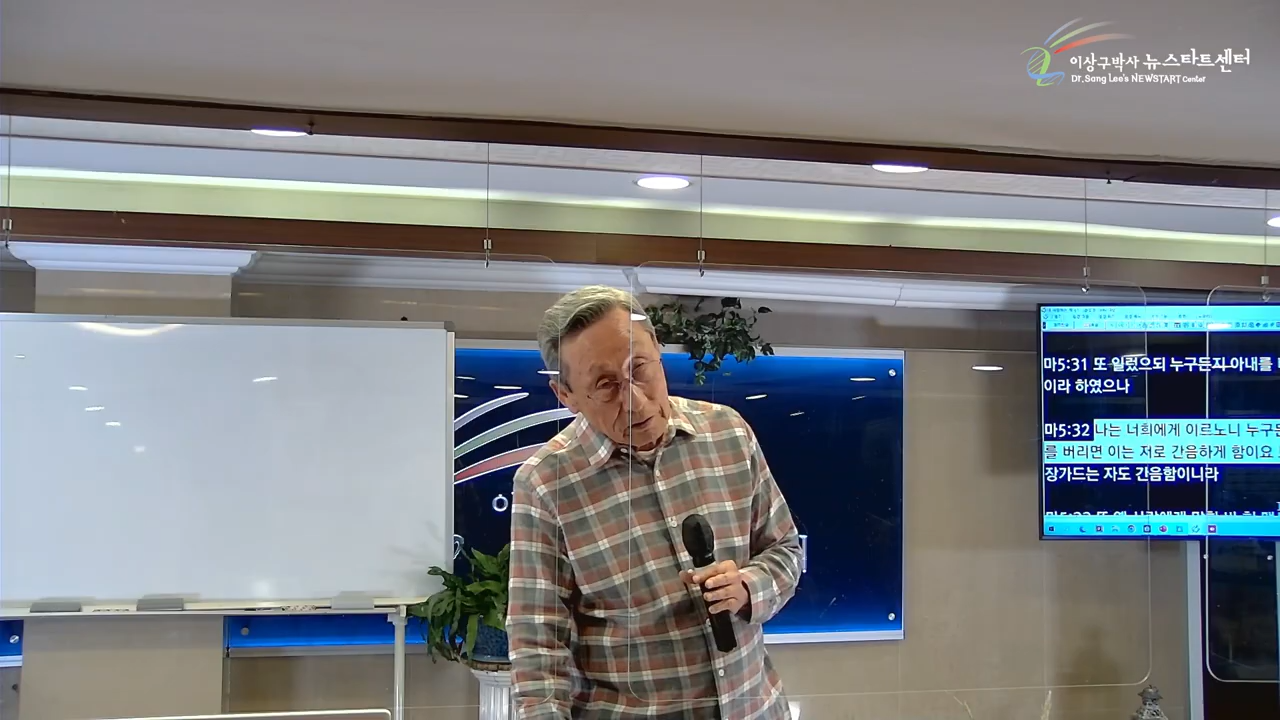 이상구박사 뉴스타트센터
Dr. Sang Lee's NEWSTART Center
마5:31 또 일렀으되 누구든지 아내를
이라 하였으나
마5:32 나는 너희에게 이르노니 누구든
를 버리면 이는 저로 간음하게 함이요
장가드는 자도 간음함이니라